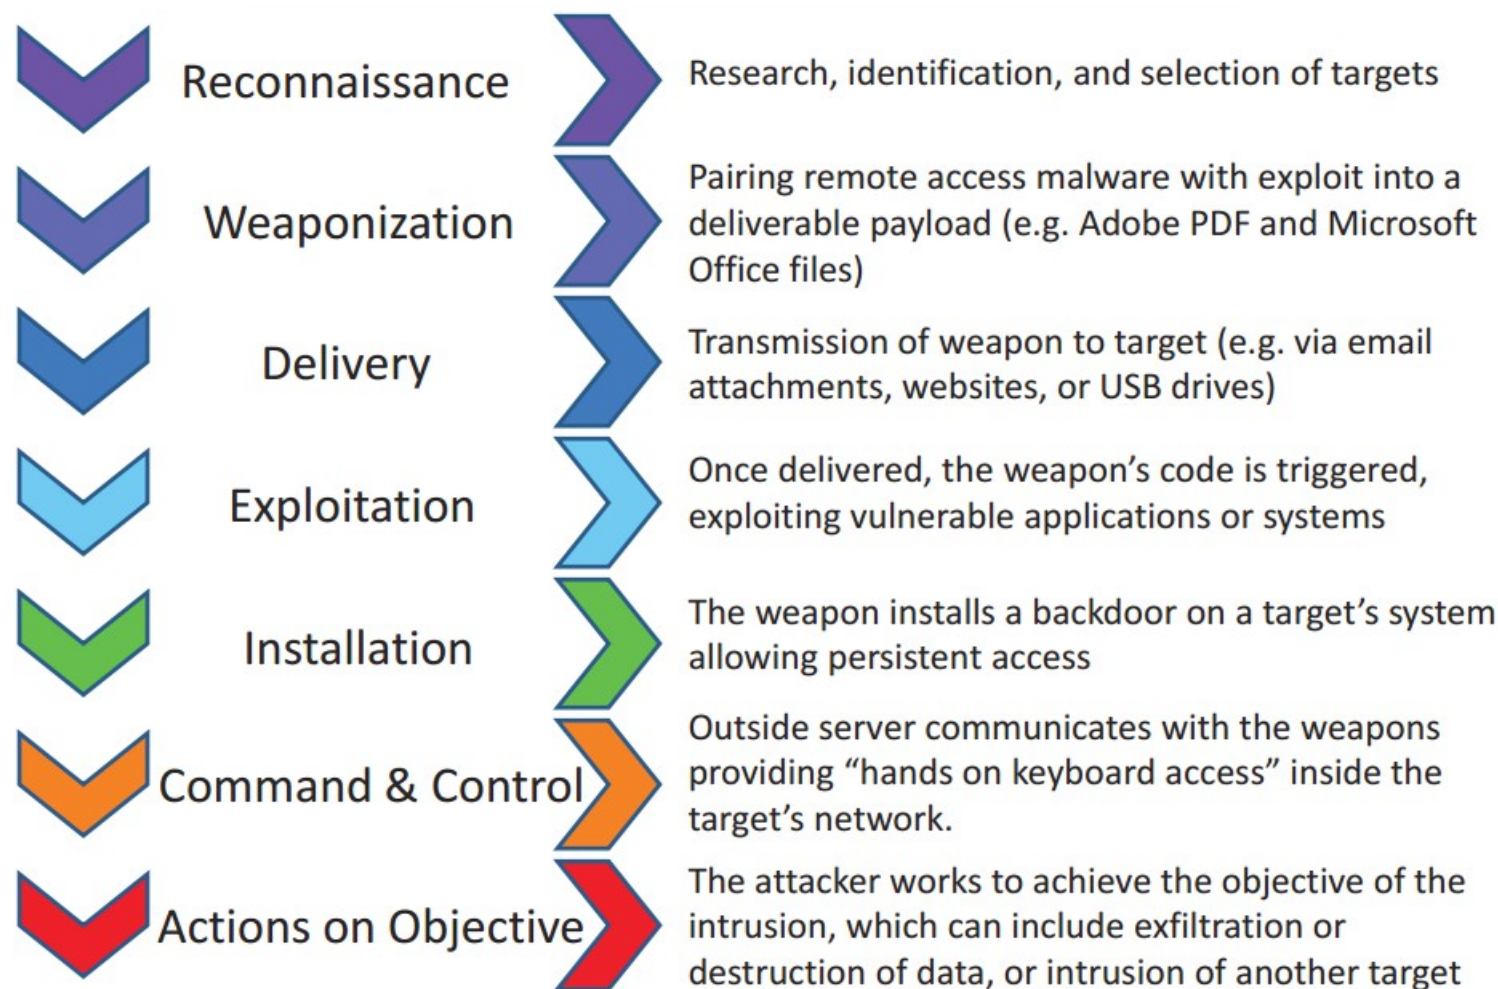 Reconnaissance
Research, identification, and selection of targets
Weaponization
Pairing remote access malware with exploit into a
deliverable payload (e.g. Adobe PDF and Microsoft
Office files)
Delivery
Transmission of weapon to target (e.g. via email
attachments, websites, or USB drives)
Exploitation
Once delivered, the weapon’s code is triggered,
exploiting vulnerable applications or systems
Installation
The weapon installs a backdoor on a target’s system
allowing persistent access
Command & Control
Outside server communicates with the weapons
providing “hands on keyboard access” inside the
target’s network.
Actions on Objective
The attacker works to achieve the objective of the
intrusion, which can include exfiltration or
destruction of data, or intrusion of another target